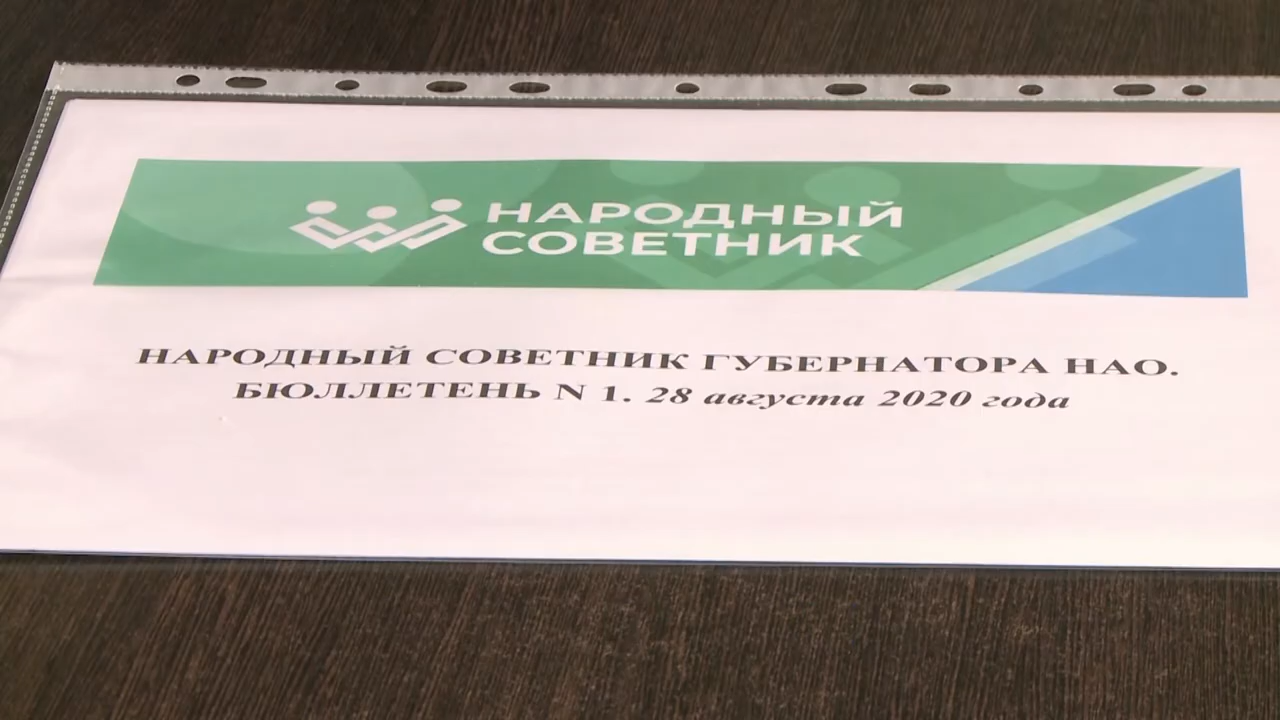 НАРОДНЫЙ
СОВЕТНИК
НАРОДНЫЙ СОВЕТНИК ГУБЕРНАТОРА НАО.
БЮЛЛЕТЕНЬ N 1. 28 августа 2020 года